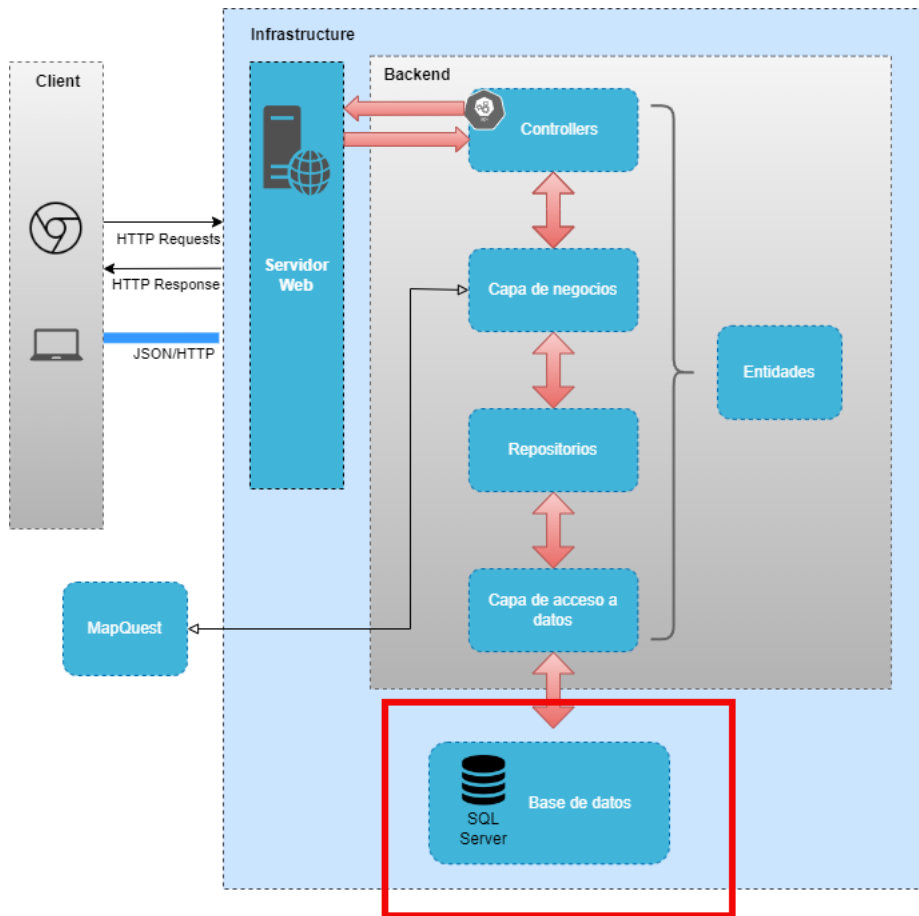 Infrastructure
Client
Backend
Controllers
HTTP Requests
Servidor
Web
HTTP Response
Capa de negocios
JSON/HTTP
Entidades
Repositorios
Capa de acceso a
datos
MapQuest
Base de datos
SQL
Server